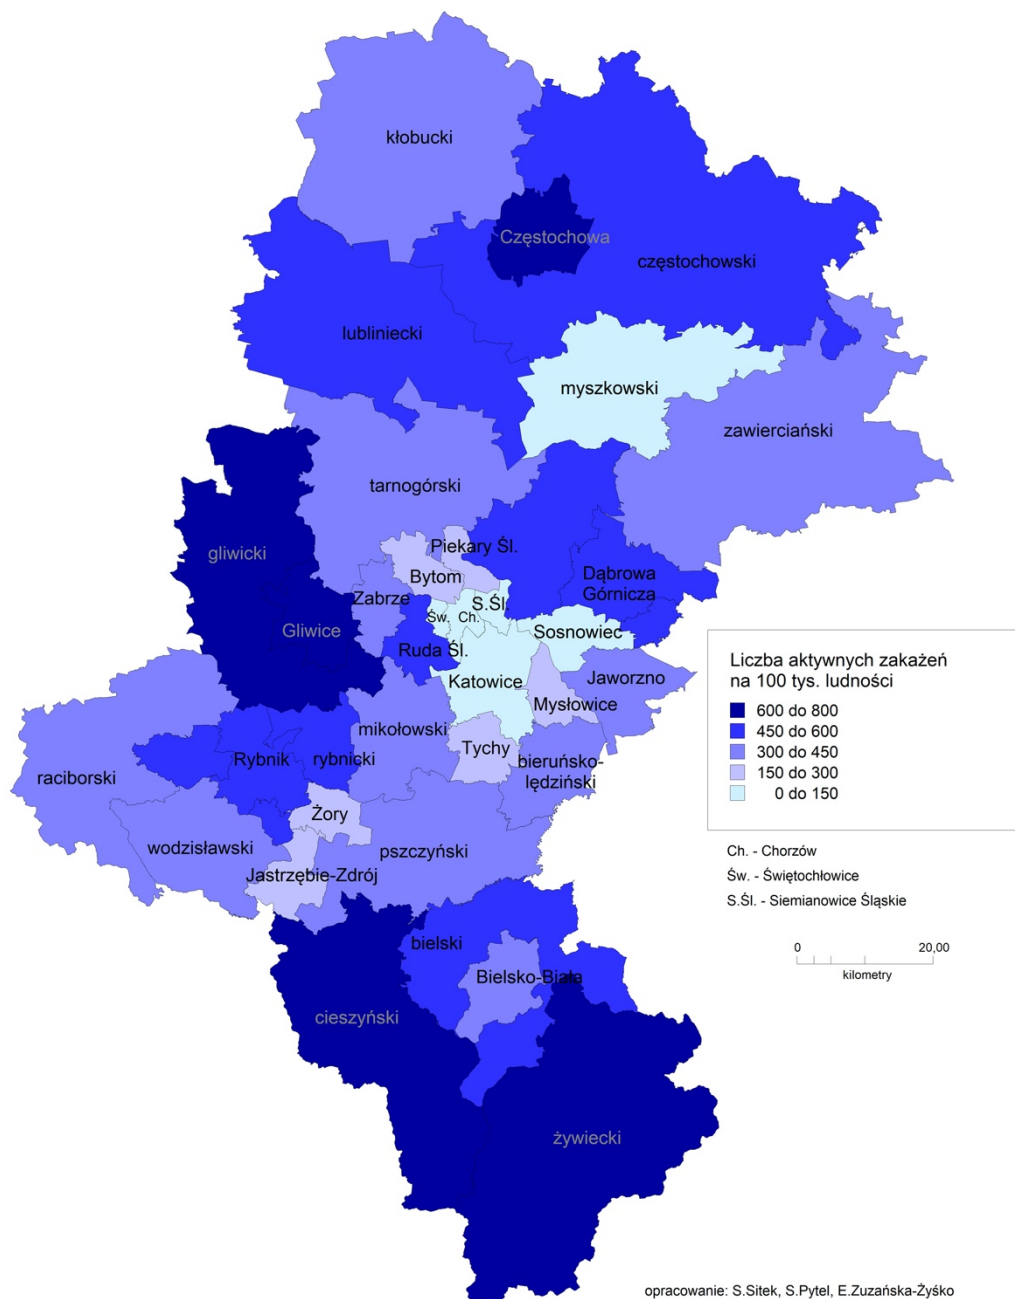 kłobucki
Częstochowa
częstochowski
lubliniecki
myszkowski
zawierciański
tarnogórski
gliwicki
Piekary Śl.
Bytom
Dąbrowa
Górnicza
Zabrze
S.Śl.
Św.
Ch.
Gliwice
Sosnowiec
Ruda Śl.
Katowice
Jaworzno
Mysłowice
mikołowski
Tychy
bieruńsko-
lędziński
raciborski
Rybnik
rybnicki
Żory
wodzisławski
pszczyński
Jastrzębie-Zdrój
bielski
Bielsko-Biała
cieszyński
żywiecki
Liczba aktywnych zakażeń
na 100 tys. ludności
600 do 800
450 do 600
300 do 450
150 do 300
0 do 150
Ch. - Chorzów
Św. - Świętochłowice
S.Śl. - Siemianowice Śląskie
0 20,00
kilometry
opracowanie: S.Sitek, S.Pytel, E.Zuzańska-Żyśko